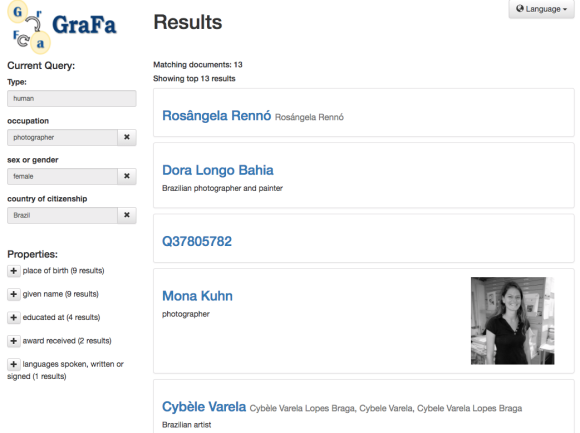 G r
F a
GraFa
Language
Results
Current Query:
Type:
human
occupation
photographer
sex or gender
female
country of citizenship
Brazil
Properties:
place of birth (9 results)
given name (9 results)
educated at (4 results)
award received (2 results)
languages spoken, written or
signed (1 results)
Matching documents: 13
Showing top 13 results
Rosângela Rennó Rosángela Rennó
Dora Longo Bahia
Brazilian photographer and painter
Q37805782
Mona Kuhn
photographer
Cybèle Varela Cybèle Varela Lopes Braga, Cybele Varela, Cybele Varela Lopes Braga
Brazilian artist